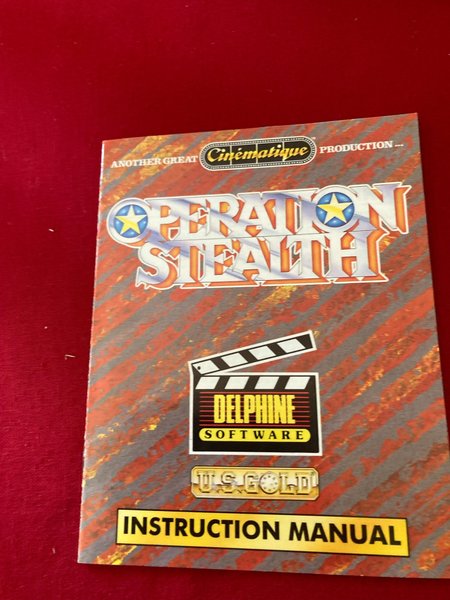 ANOTHER GREAT Cinématique PRODUCTION...
OPERATION
STEALTH
DELPHINE
SOFTWARE
U.S. GOLD
INSTRUCTION MANUAL